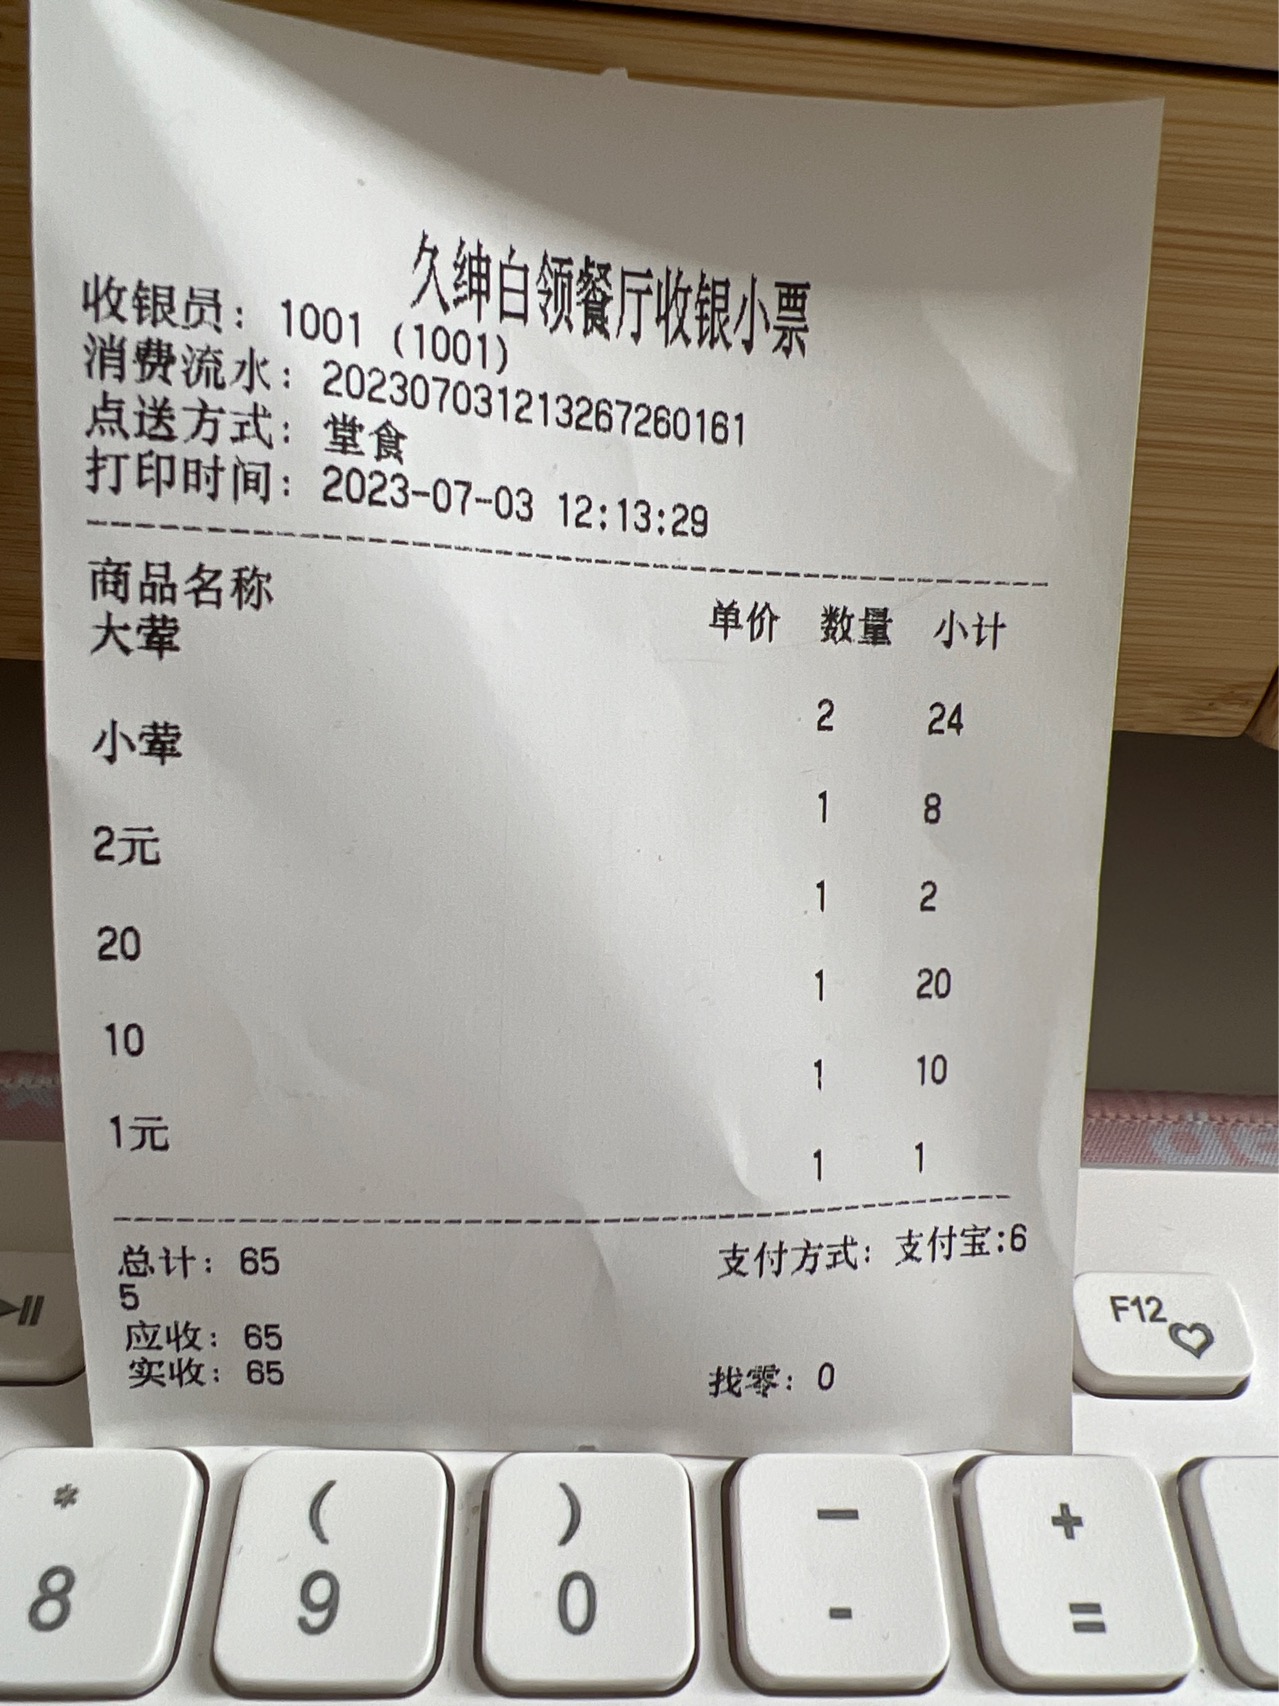 久绅白领餐厅收银小票
收银员： 1001 (1001)
消费流水： 202307031213267260161
点送方式： 堂食
打印时间： 2023-07-03 12:13:29
商品名称 单价 数量 小计
大荤
2 24
小荤
1 8
2元
1 2
20
1 20
10
1 10
1元
1 1
总计： 65 支付方式： 支付宝:6
5
应收： 65
实收： 65 找零： 0
F12
* ( ) — +
8 9 0 - =